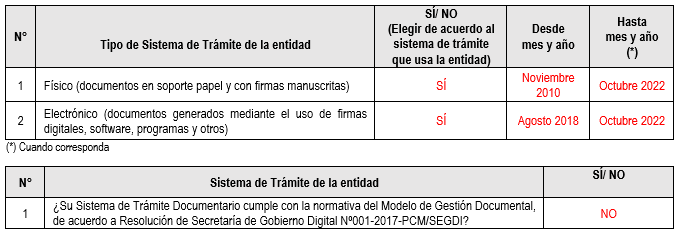 N° Tipo de Sistema de Trámite de la entidad SÍ/ NO (Elegir de acuerdo al sistema de trámite que usa la entidad) Desde mes y año Hasta mes y año (*)
1 Físico (documentos en soporte papel y con firmas manuscritas) SÍ Noviembre 2010 Octubre 2022
2 Electrónico (documentos generados mediante el uso de firmas digitales, software, programas y otros) SÍ Agosto 2018 Octubre 2022
(*) Cuando corresponda
N° Sistema de Trámite de la entidad SÍ/ NO
1 ¿Su Sistema de Trámite Documentario cumple con la normativa del Modelo de Gestión Documental, de acuerdo a Resolución de Secretaría de Gobierno Digital Nº001-2017-PCM/SEGDI? NO